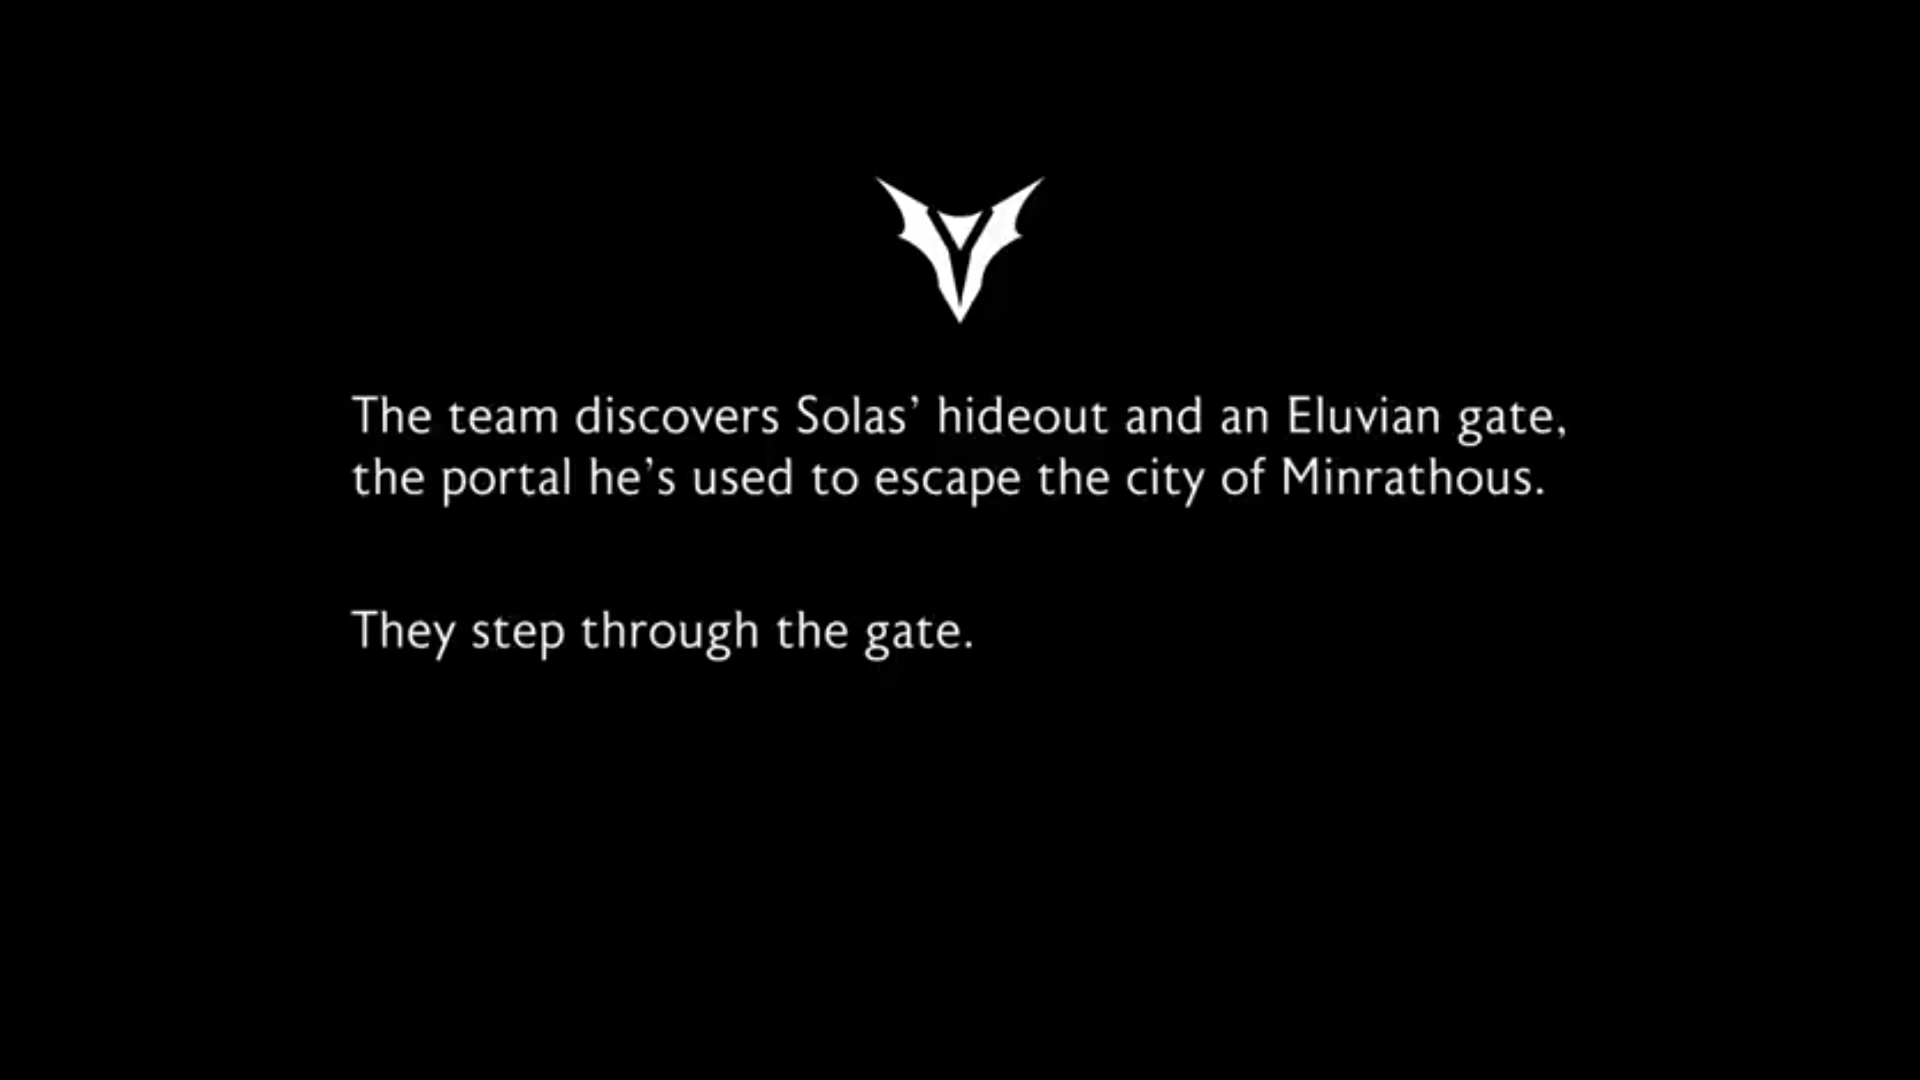 The team discovers Solas’ hideout and an Eluvian gate,
the portal he’s used to escape the city of Minrathous.
They step through the gate.